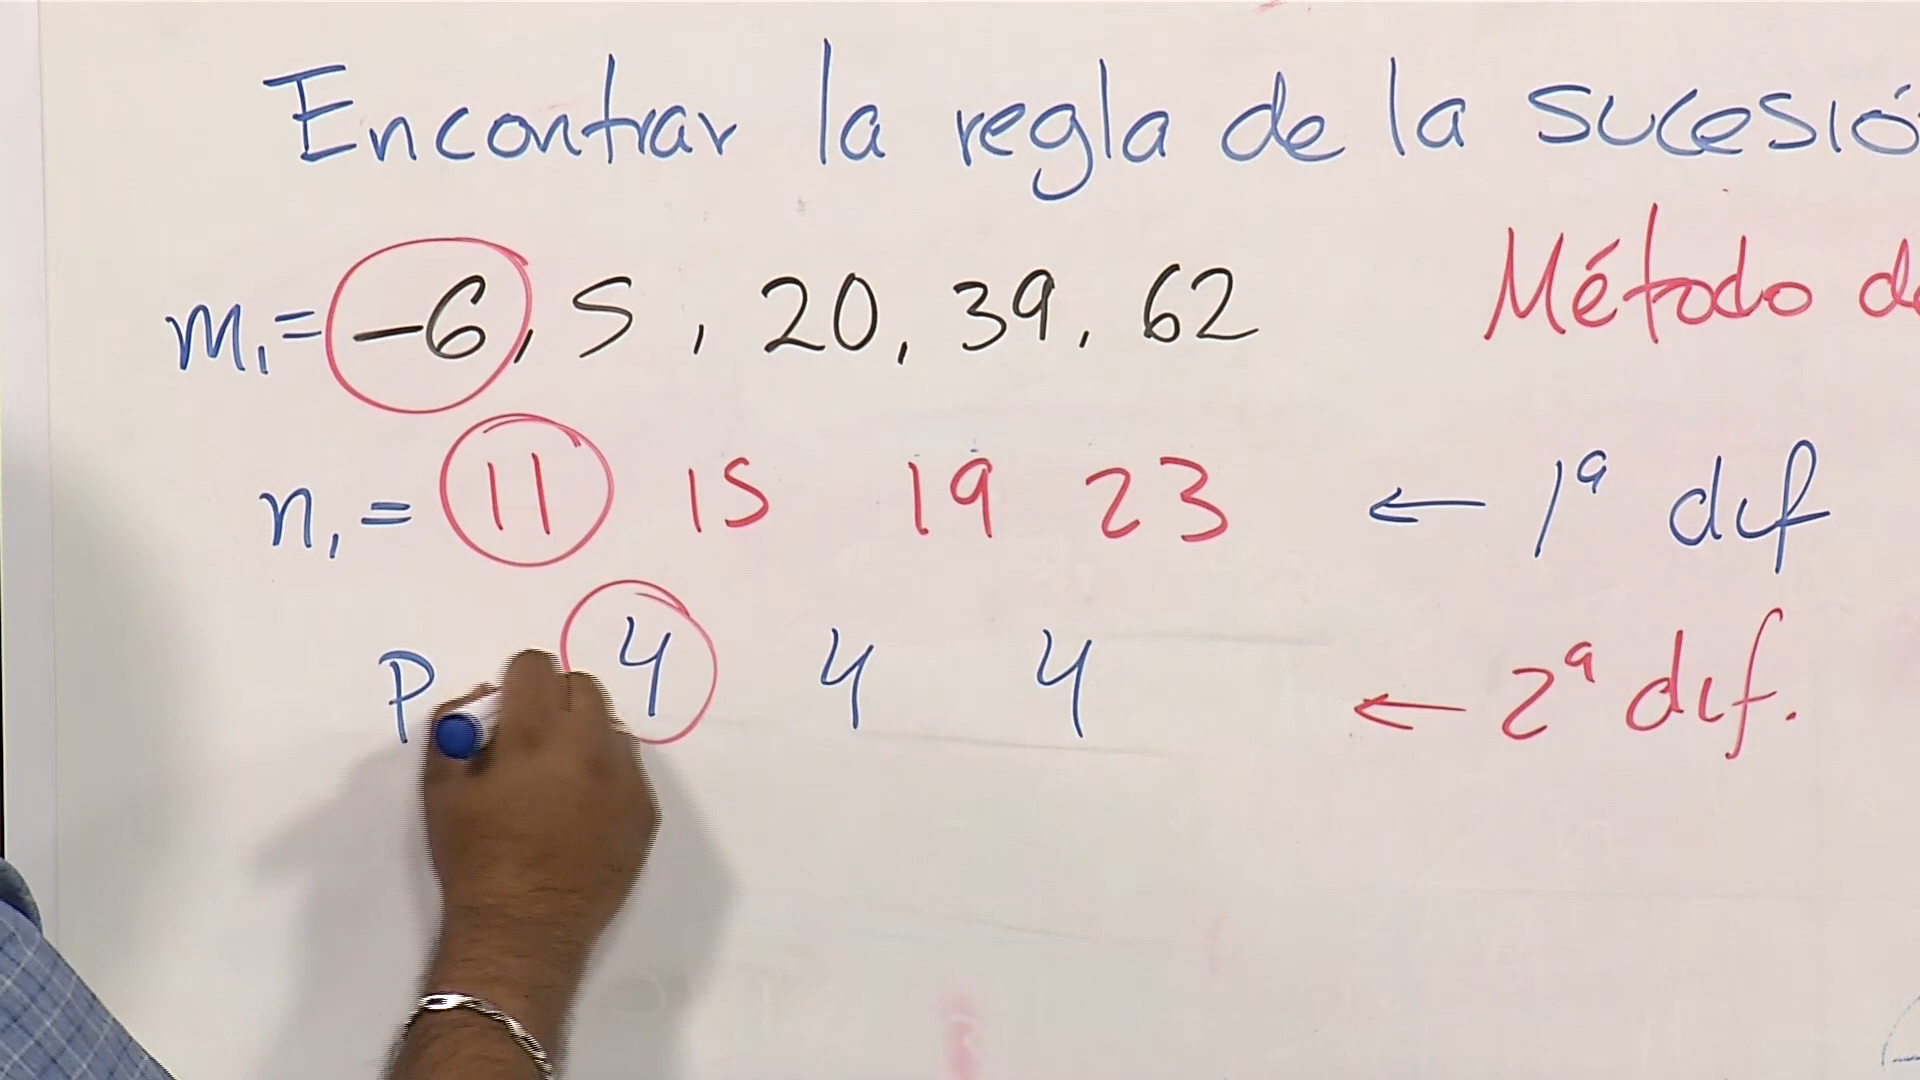 Encontrar la regla de la sucesió
m₁= -6, 5, 20, 39, 62 Método de
n₁ = 11 15 19 23 ← 1ª dif
P 4 4 4 ← 2ª dif.